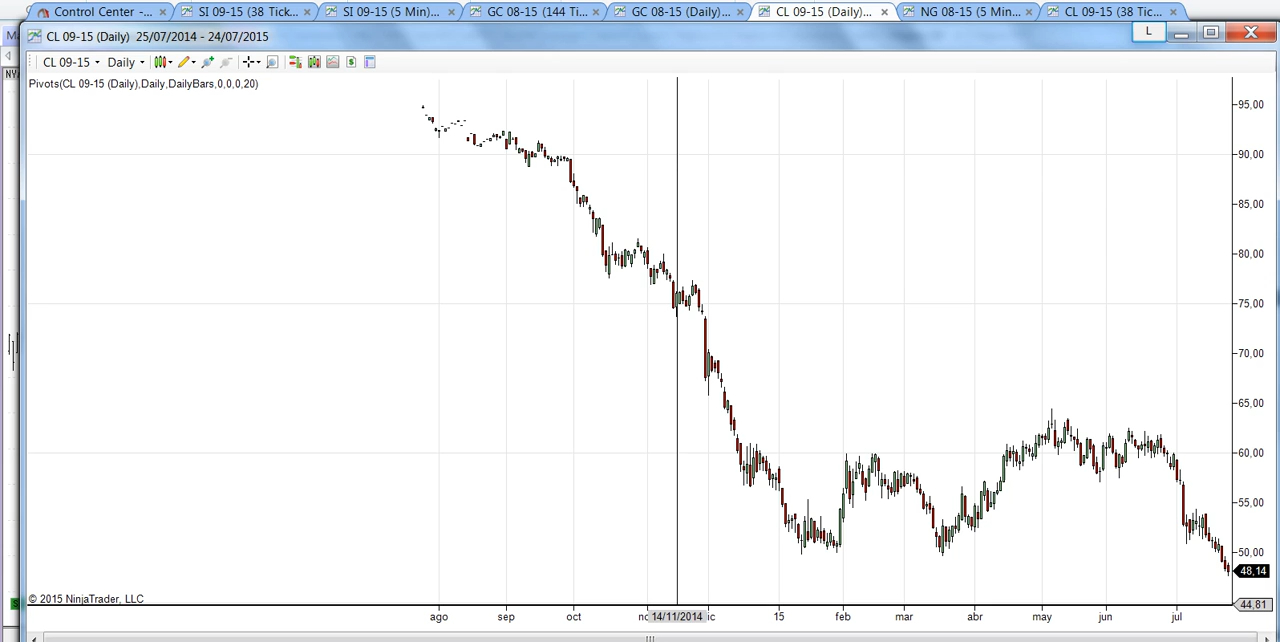 Control Center -... SI 09-15 (38 Tick... SI 09-15 (5 Min)... GC 08-15 (144 Ti... GC 08-15 (Daily)... CL 09-15 (Daily)... NG 08-15 (5 Min... CL 09-15 (38 Tic...
CL 09-15 (Daily) 25/07/2014 - 24/07/2015
L
CL 09-15 Daily
Pivots(CL 09-15 (Daily),Daily,DailyBars,0,0,0,20)
95,00
90,00
85,00
80,00
75,00
70,00
65,00
60,00
55,00
50,00
48,14
44,81
© 2015 NinjaTrader, LLC
ago sep oct 14/11/2014 ic 15 feb mar abr may jun jul